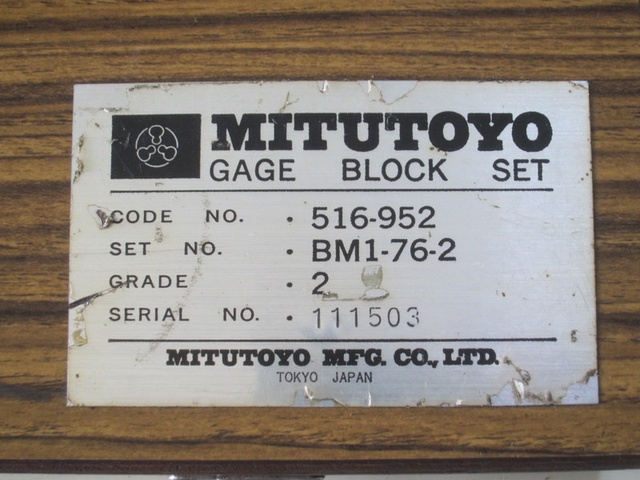 MITUTOYO
GAGE BLOCK SET
CODE NO. • 516-952
SET NO. • BM1-76-2
GRADE • 2
SERIAL NO. • 111503
MITUTOYO MFG. CO., LTD.
TOKYO JAPAN